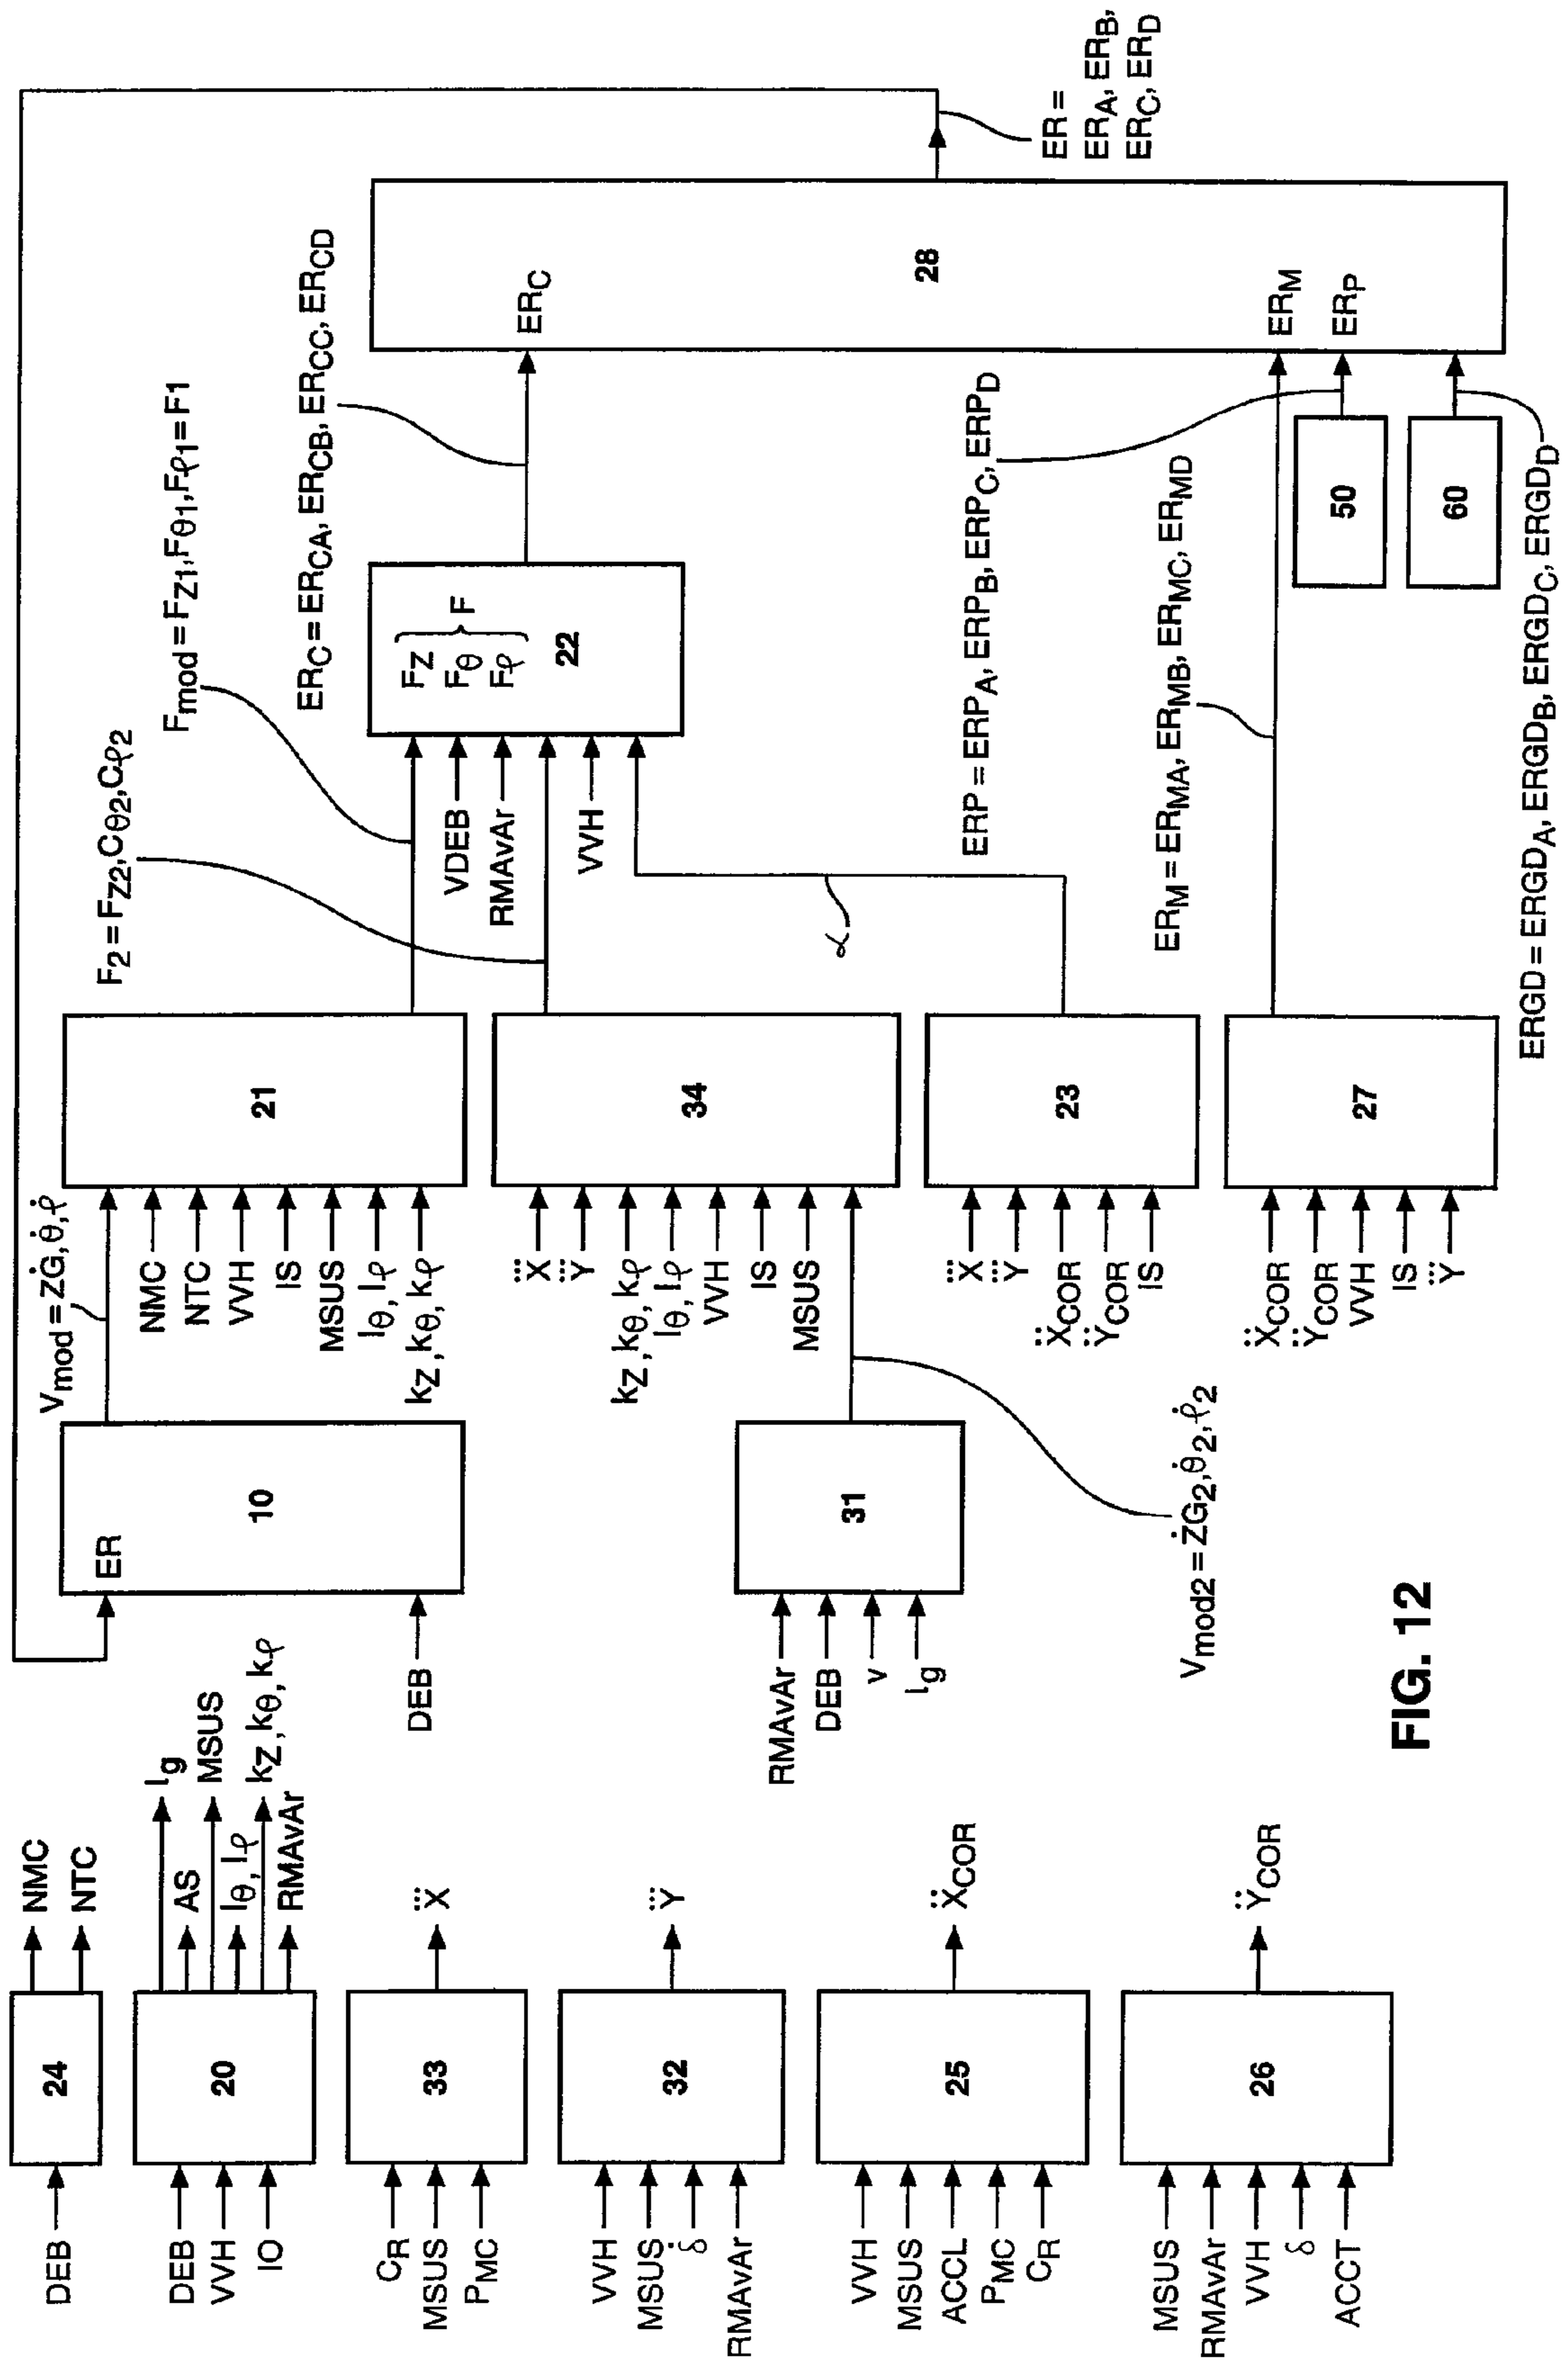 DEB
24
NMC
NTC
DEB
VVH
IO
20
lg
AS
MSUS
Iθ, Iφ
kZ, kθ, kφ
RMAvAr
CR
MSUS
PMC
33
X⃛
VVH
MSUS
δ̇
RMAvAr
32
Y⃛
VVH
MSUS
ACCL
PMC
CR
25
ẌCOR
MSUS
RMAvAr
VVH
δ
ACCT
26
ŸCOR
ER
10
DEB
Vmod = ŻG, θ̇, φ̇
RMAvAr
DEB
v
lg
31
Vmod2 = ŻG2, θ̇2, φ̇2
NMC
NTC
VVH
IS
MSUS
Iθ, Iφ
kZ, kθ, kφ
21
X⃛
Y⃛
kZ, kθ, kφ
Iθ, Iφ
VVH
IS
MSUS
34
X⃛
Y⃛
ẌCOR
ŸCOR
IS
23
ẌCOR
ŸCOR
VVH
IS
Y⃛
27
F2 = FZ2, Cθ2, Cφ2
Fmod = FZ1, Fθ1, Fφ1 = F1
VDEB
RMAvAr
VVH
α
FZ
Fθ
Fφ
F
22
ERC = ERCA, ERCB, ERCC, ERCD
ERP = ERPA, ERPB, ERPC, ERPD
ERM = ERMA, ERMB, ERMC, ERMD
50
60
ERGD = ERGDA, ERGDB, ERGDC, ERGDD
ERC
28
ERM
ERP
ER =
ERA, ERB,
ERC, ERD
FIG. 12